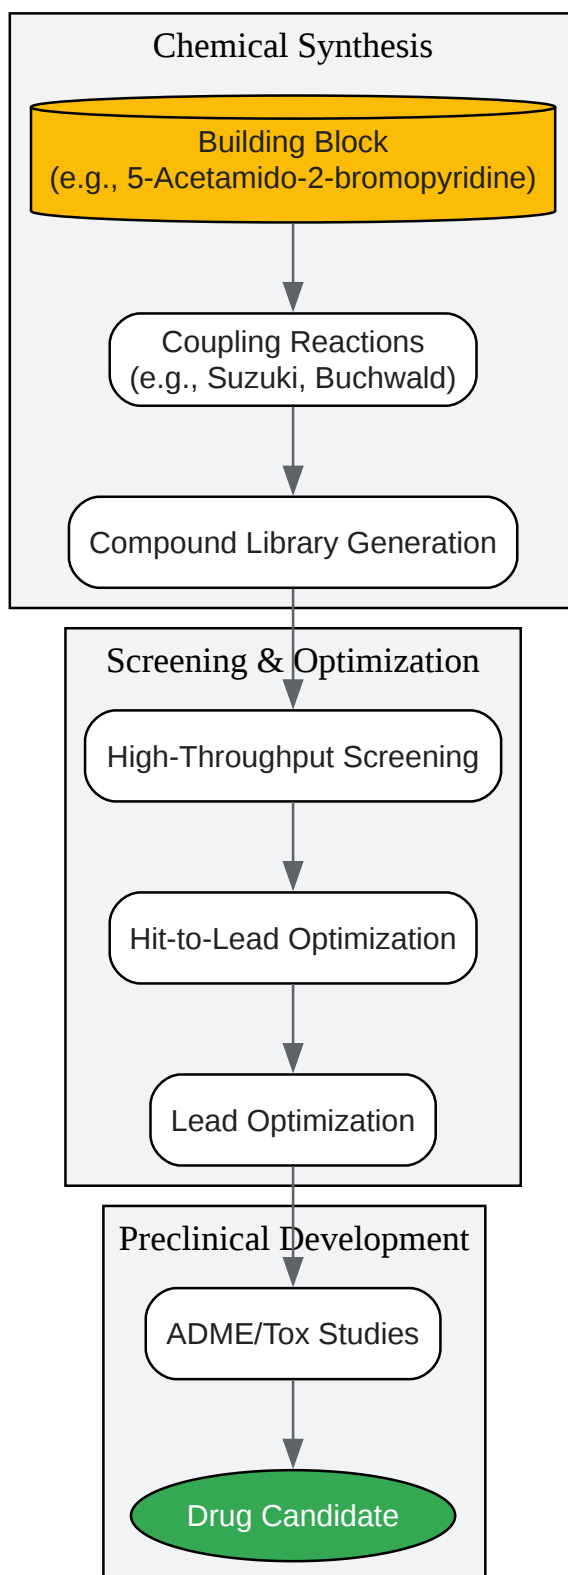 Chemical Synthesis
Building Block
(e.g., 5-Acetamido-2-bromopyridine)
Coupling Reactions
(e.g., Suzuki, Buchwald)
Compound Library Generation
Screening & Optimization
High-Throughput Screening
Hit-to-Lead Optimization
Lead Optimization
Preclinical Development
ADME/Tox Studies
Drug Candidate